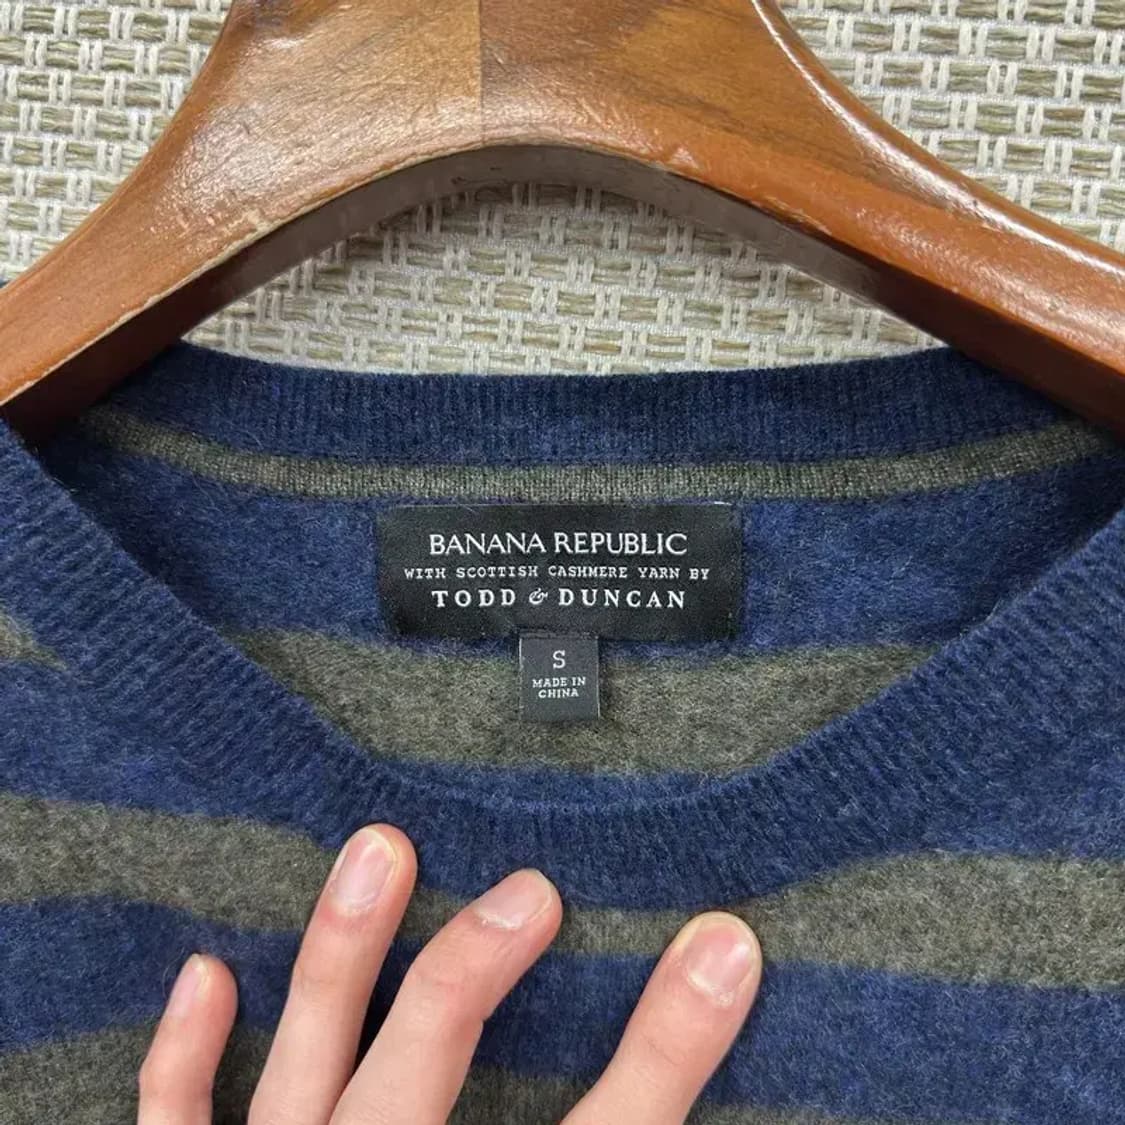 BANANA REPUBLIC
WITH SCOTTISH CASHMERE YARN BY
TODD & DUNCAN
S
MADE IN
CHINA